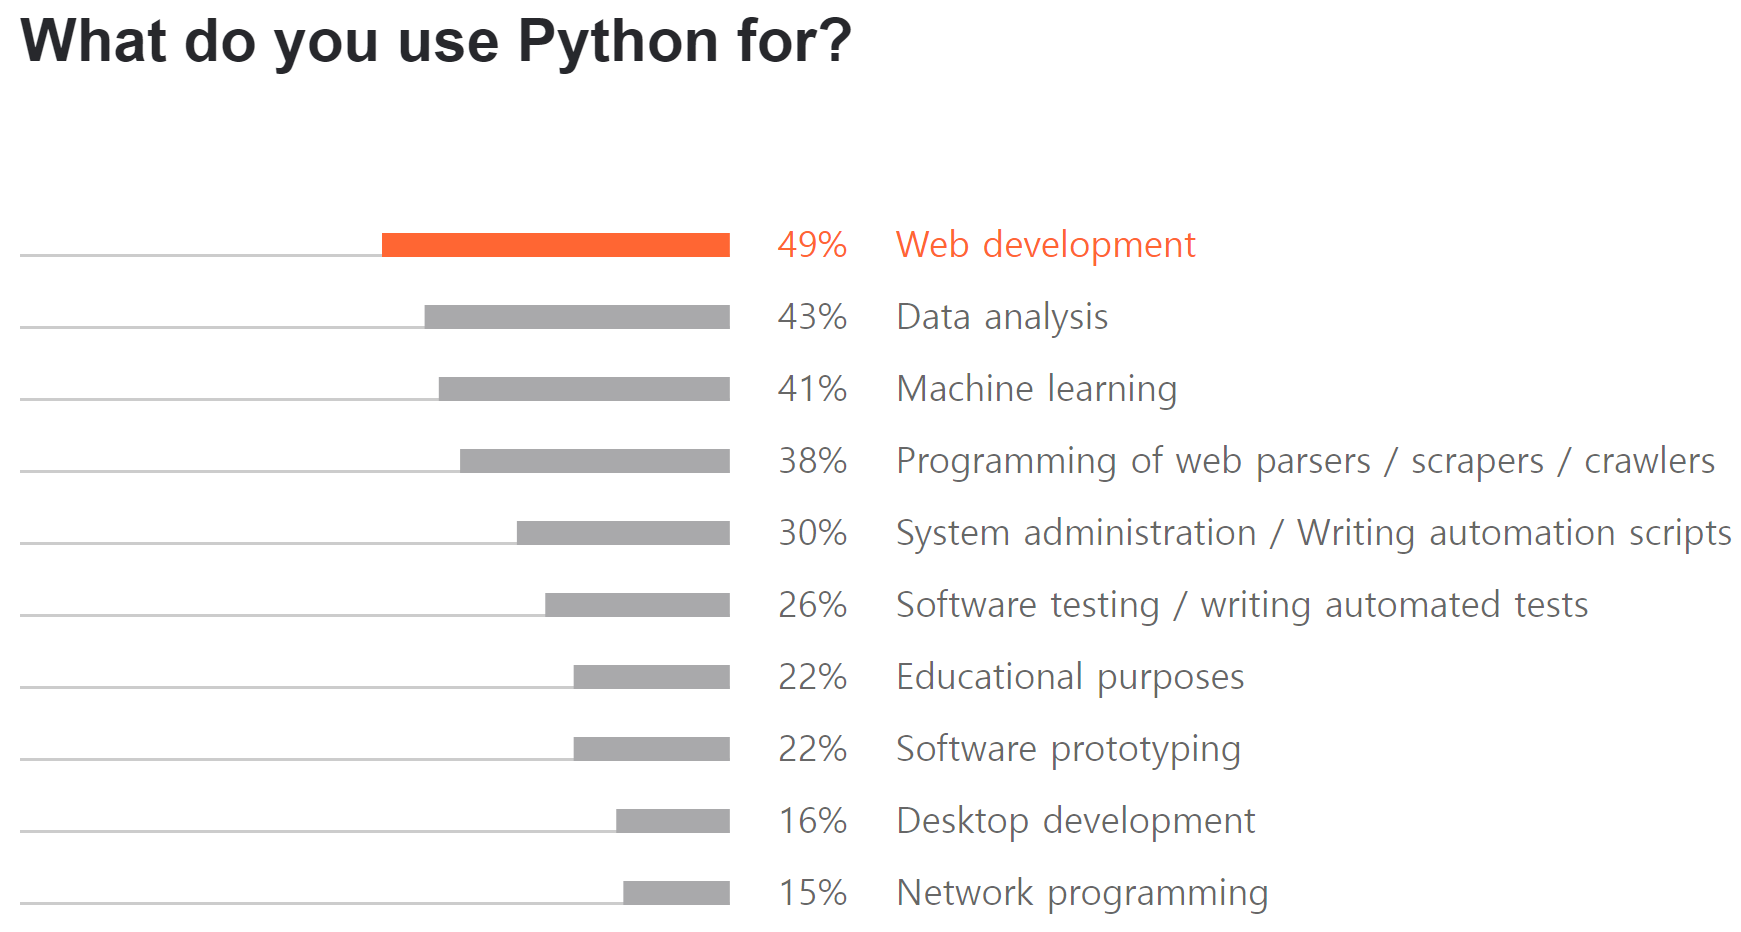 What do you use Python for?
49% Web development
43% Data analysis
41% Machine learning
38% Programming of web parsers / scrapers / crawlers
30% System administration / Writing automation scripts
26% Software testing / writing automated tests
22% Educational purposes
22% Software prototyping
16% Desktop development
15% Network programming